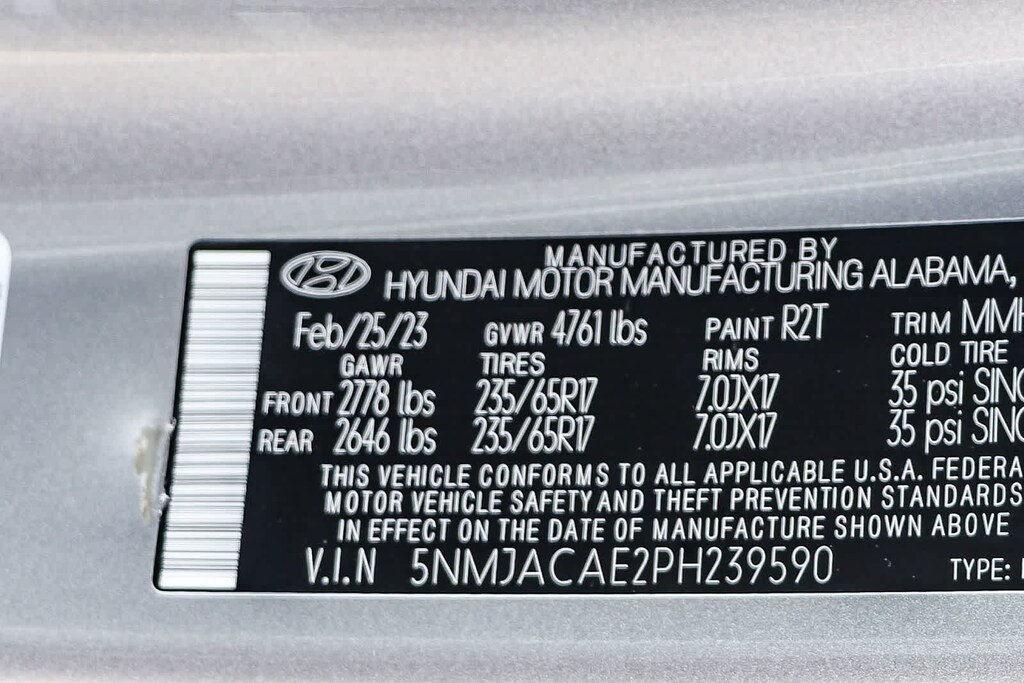 MANUFACTURED BY
HYUNDAI MOTOR MANUFACTURING ALABAMA,
Feb/25/23 GVWR 4761 lbs PAINT R2T TRIM MMH
GAWR TIRES RIMS COLD TIRE
FRONT 2778 lbs 235/65R17 7.0JX17 35 psi SING
REAR 2646 lbs 235/65R17 7.0JX17 35 psi SING
THIS VEHICLE CONFORMS TO ALL APPLICABLE U.S.A. FEDERA
MOTOR VEHICLE SAFETY AND THEFT PREVENTION STANDARDS
IN EFFECT ON THE DATE OF MANUFACTURE SHOWN ABOVE
V.I.N 5NMJACAE2PH239590 TYPE: